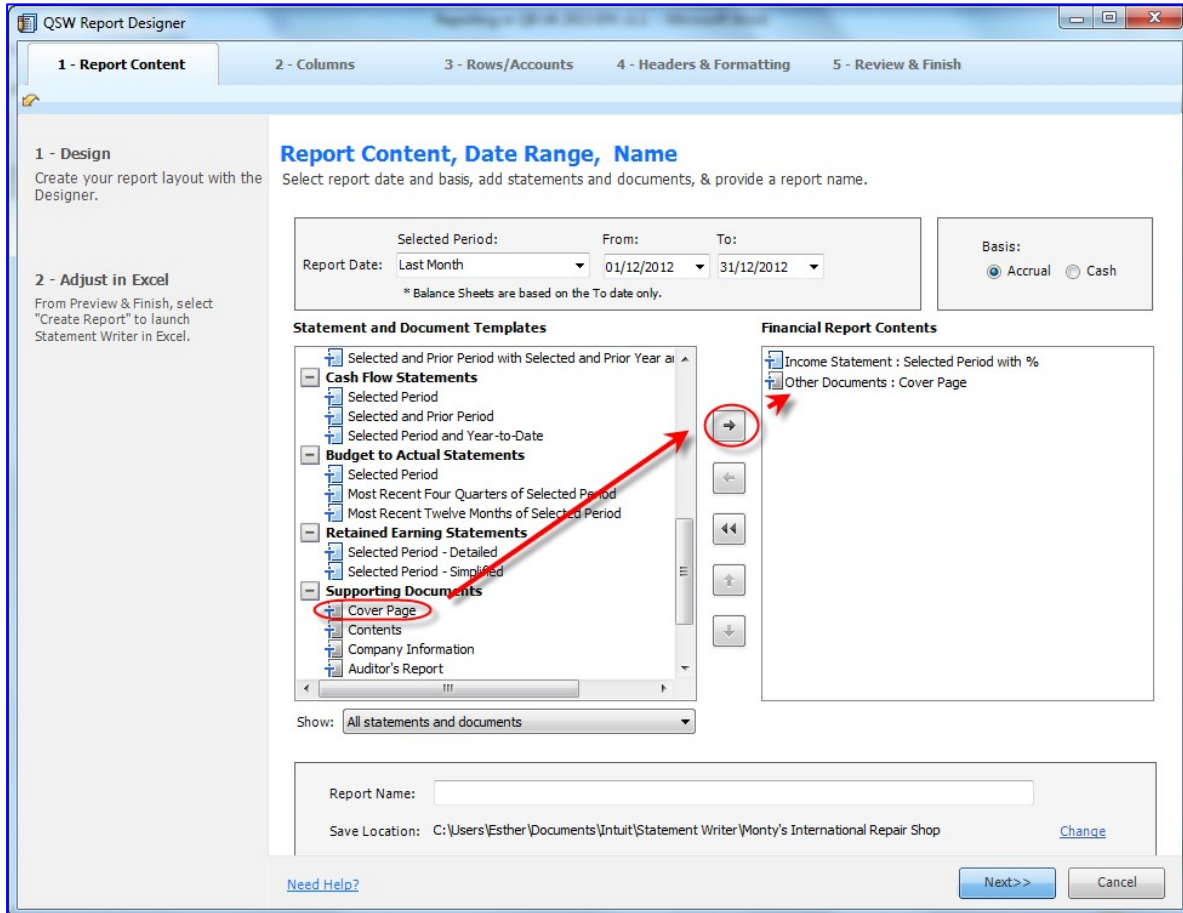 QSW Report Designer
1 - Report Content
2 - Columns
3 - Rows/Accounts
4 - Headers & Formatting
5 - Review & Finish
1 - Design
Create your report layout with the
Designer.
2 - Adjust in Excel
From Preview & Finish, select
"Create Report" to launch
Statement Writer in Excel.
Report Content, Date Range, Name
Select report date and basis, add statements and documents, & provide a report name.
Selected Period:
From:
To:
Report Date:
Last Month
01/12/2012
31/12/2012
* Balance Sheets are based on the To date only.
Basis:
Accrual
Cash
Statement and Document Templates
Selected and Prior Period with Selected and Prior Year ar
Cash Flow Statements
Selected Period
Selected and Prior Period
Selected Period and Year-to-Date
Budget to Actual Statements
Selected Period
Most Recent Four Quarters of Selected Period
Most Recent Twelve Months of Selected Period
Retained Earning Statements
Selected Period - Detailed
Selected Period - Simplified
Supporting Documents
Cover Page
Contents
Company Information
Auditor's Report
Show:
All statements and documents
Financial Report Contents
Income Statement : Selected Period with %
Other Documents : Cover Page
Report Name:
Save Location: C:\Users\Esther\Documents\Intuit\Statement Writer\Monty's International Repair Shop
Change
Need Help?
Next>>
Cancel